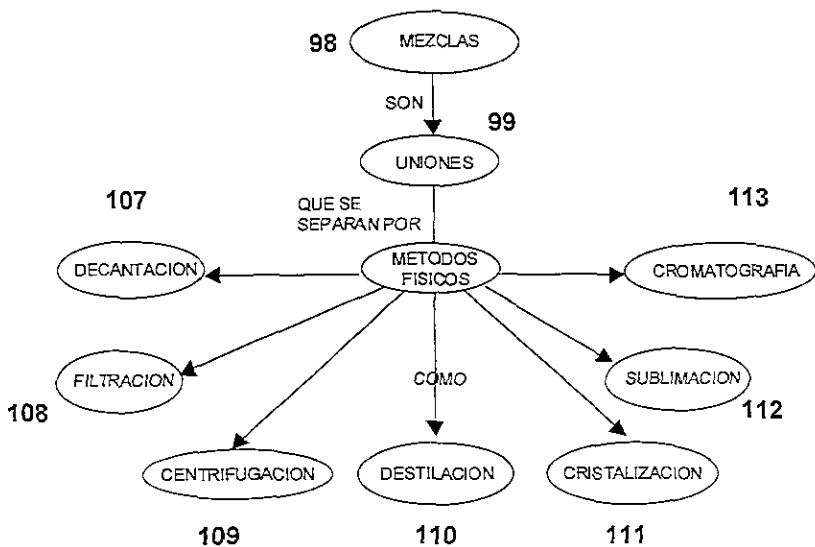 98
MEZCLAS
SON
99
UNIONES
107
QUE SE
SEPARAN POR
113
DECANTACION
METODOS
FISICOS
CROMATOGRAFIA
FILTRACION
COMO
SUBLIMACION
108
112
CENTRIFUGACION
DESTILACION
CRISTALIZACION
109
110
111